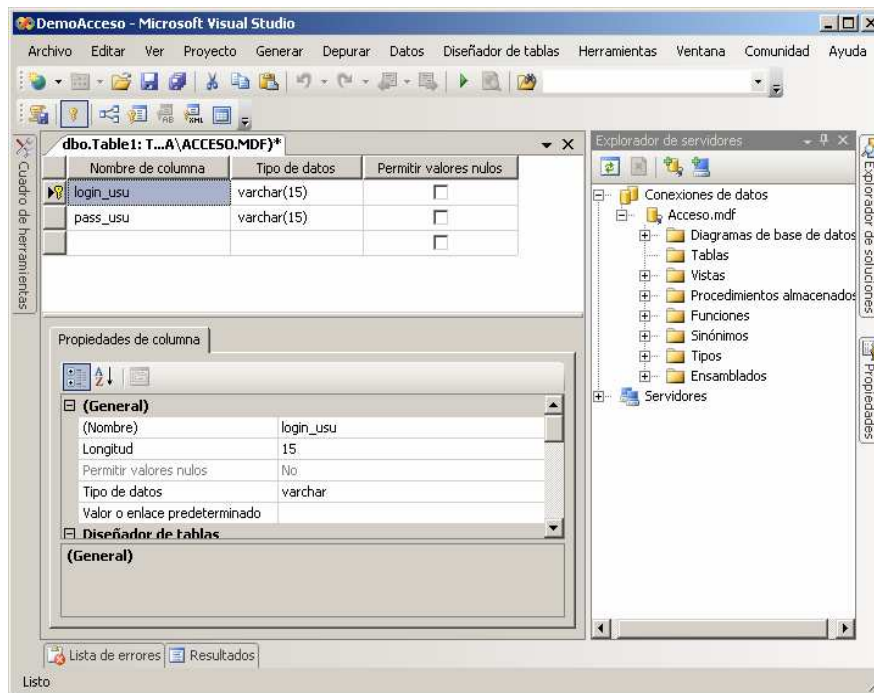 DemoAcceso - Microsoft Visual Studio
Archivo Editar Ver Proyecto Generar Depurar Datos Diseñador de tablas Herramientas Ventana Comunidad Ayuda
dbo.Table1: T...A\ACCESO.MDF)*
Nombre de columna Tipo de datos Permitir valores nulos
login_usu varchar(15)
pass_usu varchar(15)
Cuadro de herramientas
Propiedades de columna
(General)
(Nombre) login_usu
Longitud 15
Permitir valores nulos No
Tipo de datos varchar
Valor o enlace predeterminado
Diseñador de tablas
(General)
Explorador de servidores
Conexiones de datos
Acceso.mdf
Diagramas de base de datos
Tablas
Vistas
Procedimientos almacenados
Funciones
Sinónimos
Tipos
Ensamblados
Servidores
Explorador de soluciones
Propiedades
Lista de errores Resultados
Listo